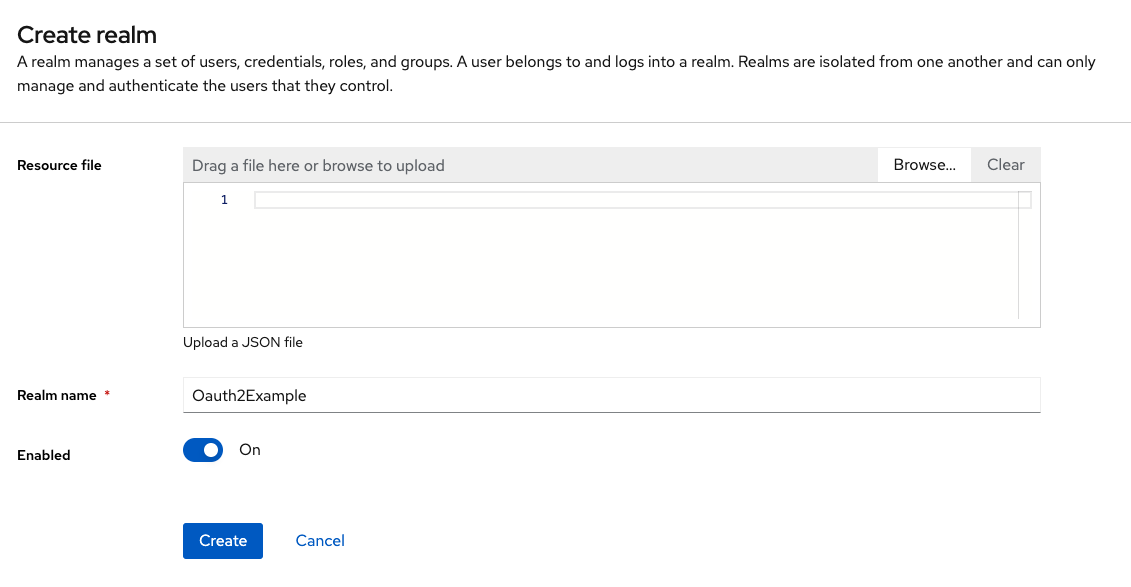 Create realm
A realm manages a set of users, credentials, roles, and groups. A user belongs to and logs into a realm. Realms are isolated from one another and can only
manage and authenticate the users that they control.
Resource file
Drag a file here or browse to upload
Browse...
Clear
1
Upload a JSON file
Realm name *
Oauth2Example
Enabled
On
Create
Cancel